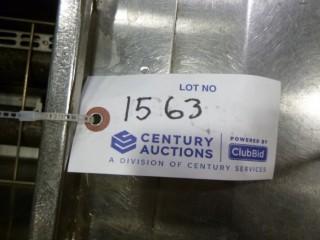 LOT NO
1563
CENTURY AUCTIONS
POWERED BY
ClubBid
A DIVISION OF CENTURY SERVICES